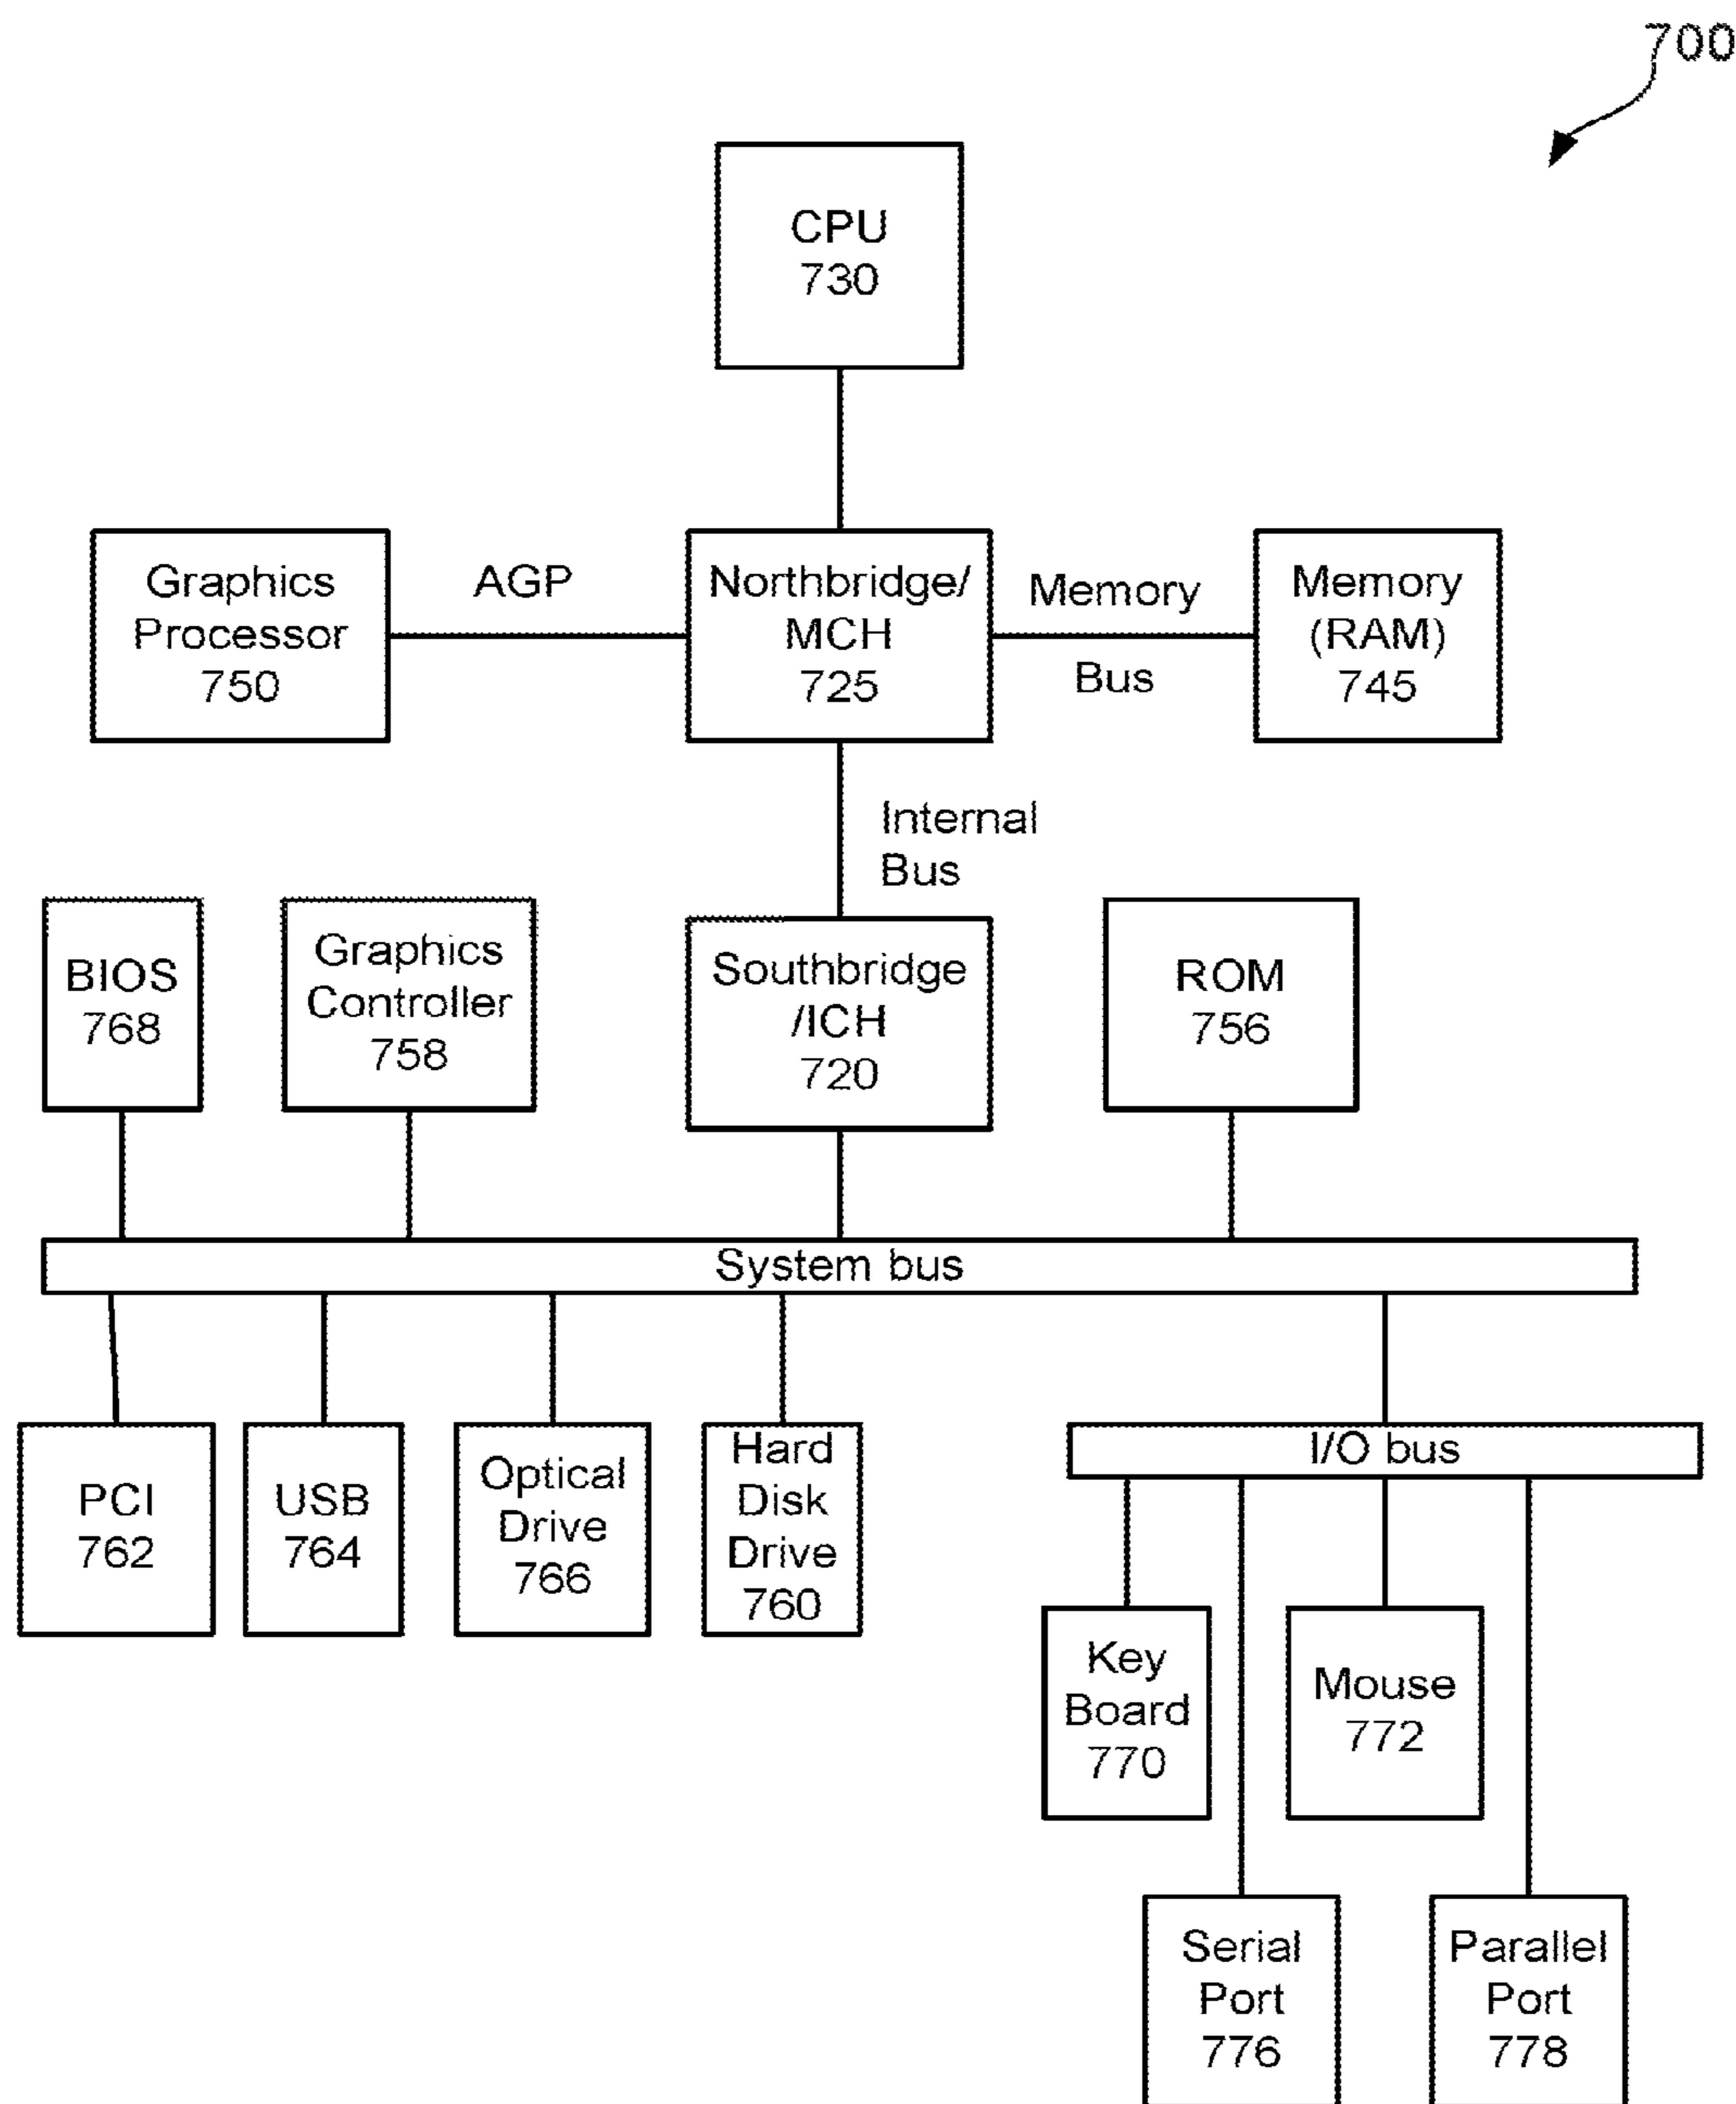 700
CPU
730
Graphics
Processor
750
AGP
Northbridge/
MCH
725
Memory
Bus
Memory
(RAM)
745
Internal
Bus
BIOS
768
Graphics
Controller
758
Southbridge
/ICH
720
ROM
756
System bus
PCI
762
USB
764
Optical
Drive
766
Hard
Disk
Drive
760
I/O bus
Key
Board
770
Mouse
772
Serial
Port
776
Parallel
Port
778